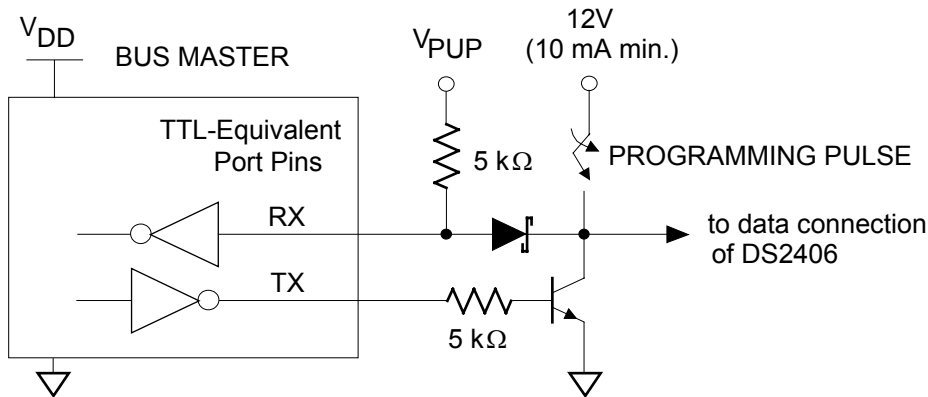 VDD
BUS MASTER
VPUP
12V
(10 mA min.)
TTL-Equivalent
Port Pins
5 kΩ
PROGRAMMING PULSE
RX
to data connection
of DS2406
TX
5 kΩ